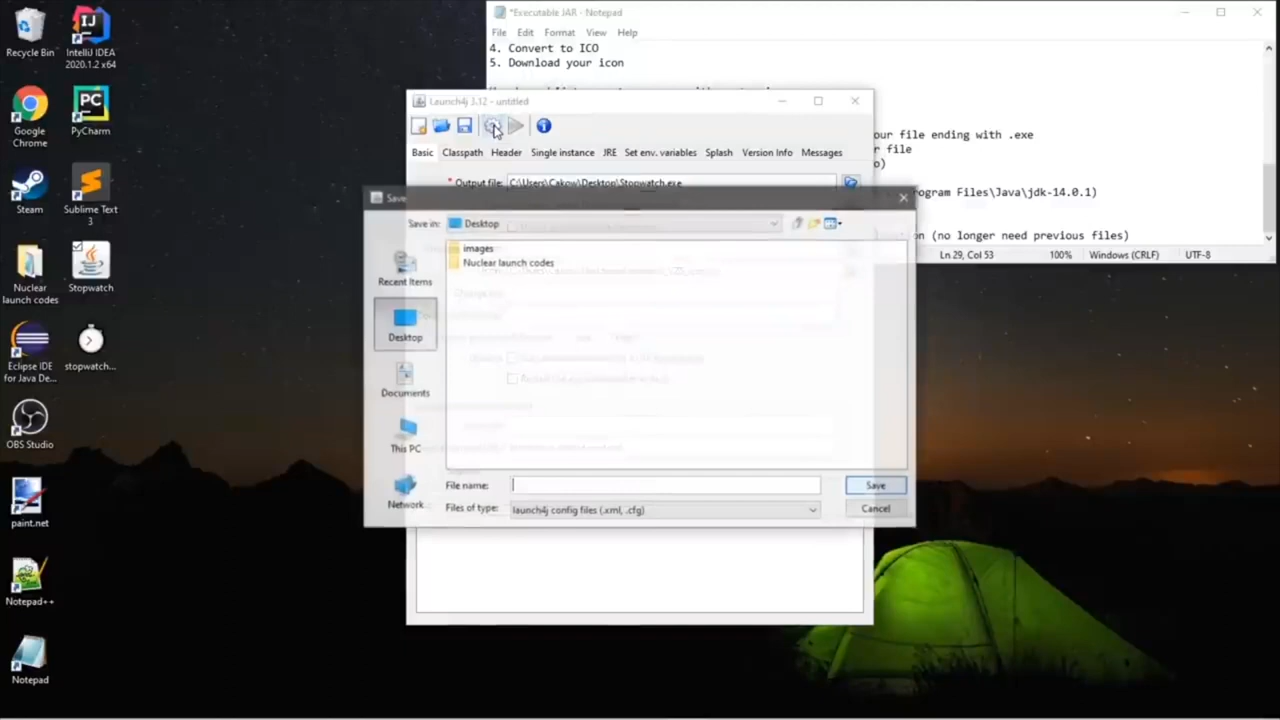 Recycle Bin
IntelliJ IDEA
2020.1.2 x64
Google
Chrome
PyCharm
Steam
Sublime Text
3
Nuclear
launch codes
Stopwatch
Eclipse IDE
for Java De...
stopwatch...
OBS Studio
paint.net
Notepad++
Notepad
*Executable JAR - Notepad
File Edit Format View Help
4. Convert to ICO
5. Download your icon
our file ending with .exe
r file
o)
rogram Files\Java\jdk-14.0.1)
on (no longer need previous files)
Ln 29, Col 53 100% Windows (CRLF) UTF-8
Launch4j 3.12 - untitled
Basic Classpath Header Single instance JRE Set env. variables Splash Version Info Messages
* Output file: C:\Users\Cakow\Desktop\Stopwatch.exe
Save
Save in: Desktop
images
Nuclear launch codes
Recent Items
Desktop
Documents
This PC
Network
File name:
Save
Files of type: launch4j config files (.xml, .cfg)
Cancel